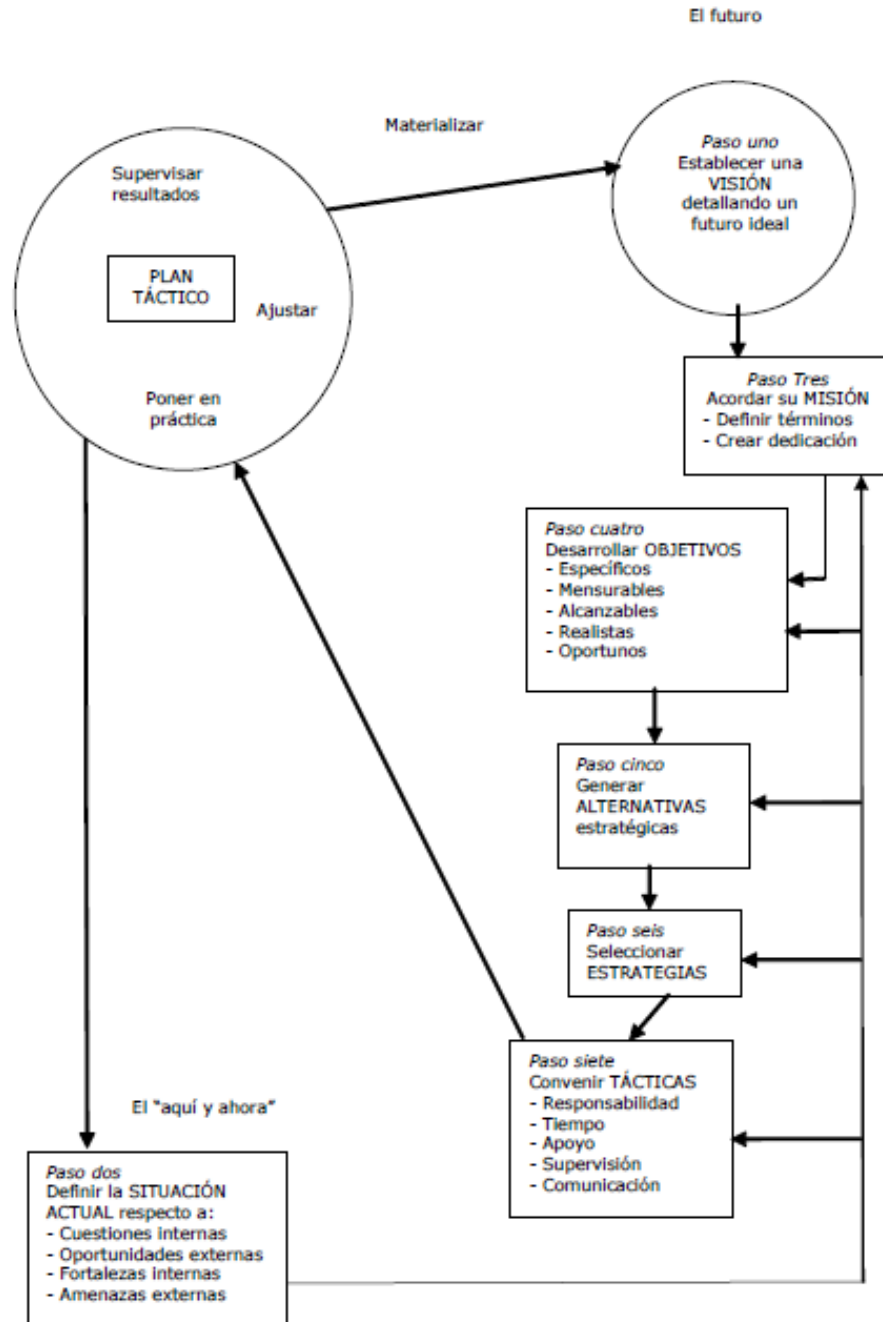 El futuro
Materializar
Paso uno
Establecer una
VISIÓN
detallando un
futuro ideal
Supervisar
resultados
PLAN
TÁCTICO
Ajustar
Poner en
práctica
Paso Tres
Acordar su MISIÓN
- Definir términos
- Crear dedicación
Paso cuatro
Desarrollar OBJETIVOS
- Específicos
- Mensurables
- Alcanzables
- Realistas
- Oportunos
Paso cinco
Generar
ALTERNATIVAS
estratégicas
Paso seis
Seleccionar
ESTRATEGIAS
Paso siete
Convenir TÁCTICAS
- Responsabilidad
- Tiempo
- Apoyo
- Supervisión
- Comunicación
El "aquí y ahora"
Paso dos
Definir la SITUACIÓN
ACTUAL respecto a:
- Cuestiones internas
- Oportunidades externas
- Fortalezas internas
- Amenazas externas